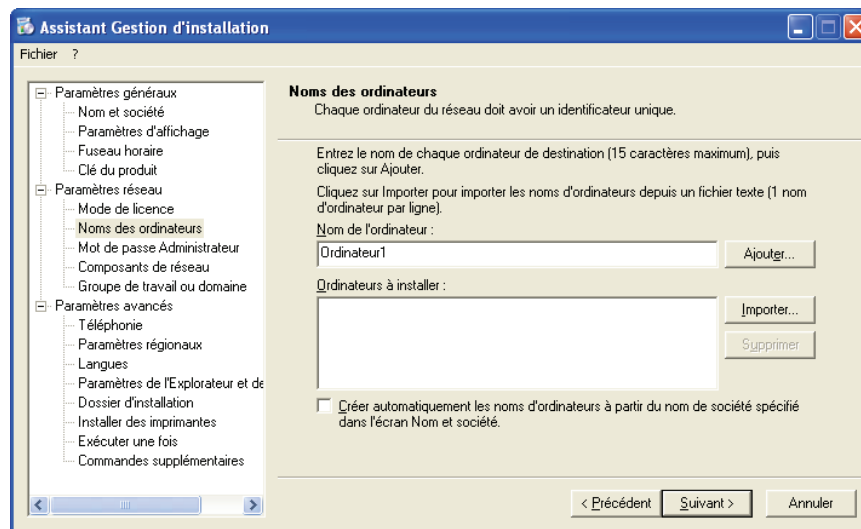 Assistant Gestion d'installation
Fichier ?
Paramètres généraux
Nom et société
Paramètres d'affichage
Fuseau horaire
Clé du produit
Paramètres réseau
Mode de licence
Noms des ordinateurs
Mot de passe Administrateur
Composants de réseau
Groupe de travail ou domaine
Paramètres avancés
Téléphonie
Paramètres régionaux
Langues
Paramètres de l'Explorateur et de
Dossier d'installation
Installer des imprimantes
Exécuter une fois
Commandes supplémentaires
Noms des ordinateurs
Chaque ordinateur du réseau doit avoir un identificateur unique.
Entrez le nom de chaque ordinateur de destination (15 caractères maximum), puis
cliquez sur Ajouter.
Cliquez sur Importer pour importer les noms d'ordinateurs depuis un fichier texte (1 nom
d'ordinateur par ligne).
Nom de l'ordinateur :
Ordinateur1
Ajouter...
Ordinateurs à installer :
Importer...
Supprimer
Créer automatiquement les noms d'ordinateurs à partir du nom de société spécifié
dans l'écran Nom et société.
< Précédent
Suivant >
Annuler